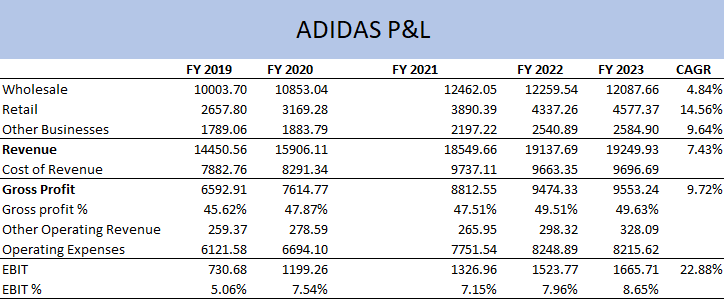 ADIDAS P&L
FY 2019 FY 2020 FY 2021 FY 2022 FY 2023 CAGR
Wholesale 10003.70 10853.04 12462.05 12259.54 12087.66 4.84%
Retail 2657.80 3169.28 3890.39 4337.26 4577.37 14.56%
Other Businesses 1789.06 1883.79 2197.22 2540.89 2584.90 9.64%
Revenue 14450.56 15906.11 18549.66 19137.69 19249.93 7.43%
Cost of Revenue 7882.76 8291.34 9737.11 9663.35 9696.69
Gross Profit 6592.91 7614.77 8812.55 9474.33 9553.24 9.72%
Gross profit % 45.62% 47.87% 47.51% 49.51% 49.63%
Other Operating Revenue 259.37 278.59 265.95 298.32 328.09
Operating Expenses 6121.58 6694.10 7751.54 8248.89 8215.62
EBIT 730.68 1199.26 1326.96 1523.77 1665.71 22.88%
EBIT % 5.06% 7.54% 7.15% 7.96% 8.65%